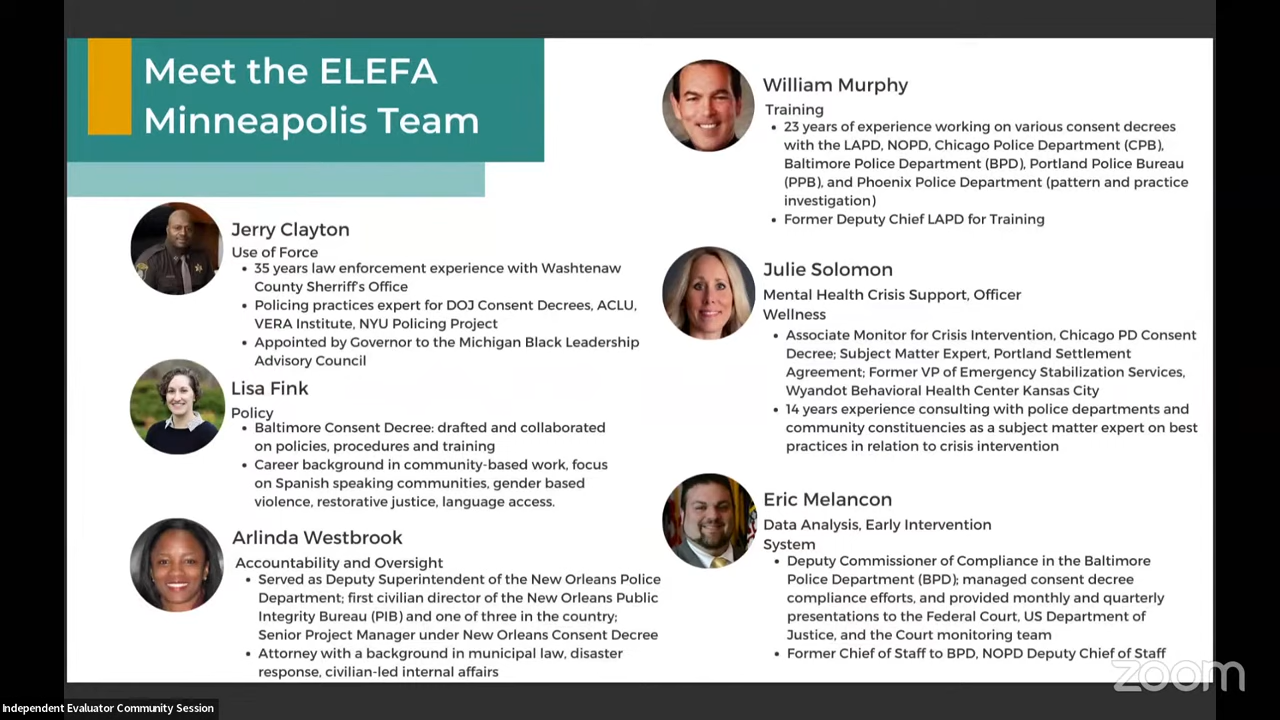 Meet the ELEFA
Minneapolis Team
Jerry Clayton
Use of Force
• 35 years law enforcement experience with Washtenaw
County Sherriff's Office
• Policing practices expert for DOJ Consent Decrees, ACLU,
VERA Institute, NYU Policing Project
• Appointed by Governor to the Michigan Black Leadership
Advisory Council
Lisa Fink
Policy
• Baltimore Consent Decree: drafted and collaborated
on policies, procedures and training
• Career background in community-based work, focus
on Spanish speaking communities, gender based
violence, restorative justice, language access.
Arlinda Westbrook
Accountability and Oversight
• Served as Deputy Superintendent of the New Orleans Police
Department; first civilian director of the New Orleans Public
Integrity Bureau (PIB) and one of three in the country;
Senior Project Manager under New Orleans Consent Decree
• Attorney with a background in municipal law, disaster
response, civilian-led internal affairs
William Murphy
Training
• 23 years of experience working on various consent decrees
with the LAPD, NOPD, Chicago Police Department (CPB),
Baltimore Police Department (BPD), Portland Police Bureau
(PPB), and Phoenix Police Department (pattern and practice
investigation)
• Former Deputy Chief LAPD for Training
Julie Solomon
Mental Health Crisis Support, Officer
Wellness
• Associate Monitor for Crisis Intervention, Chicago PD Consent
Decree; Subject Matter Expert, Portland Settlement
Agreement; Former VP of Emergency Stabilization Services,
Wyandot Behavioral Health Center Kansas City
• 14 years experience consulting with police departments and
community constituencies as a subject matter expert on best
practices in relation to crisis intervention
Eric Melancon
Data Analysis, Early Intervention
System
• Deputy Commissioner of Compliance in the Baltimore
Police Department (BPD); managed consent decree
compliance efforts, and provided monthly and quarterly
presentations to the Federal Court, US Department of
Justice, and the Court monitoring team
• Former Chief of Staff to BPD, NOPD Deputy Chief of Staff
zoom
Independent Evaluator Community Session